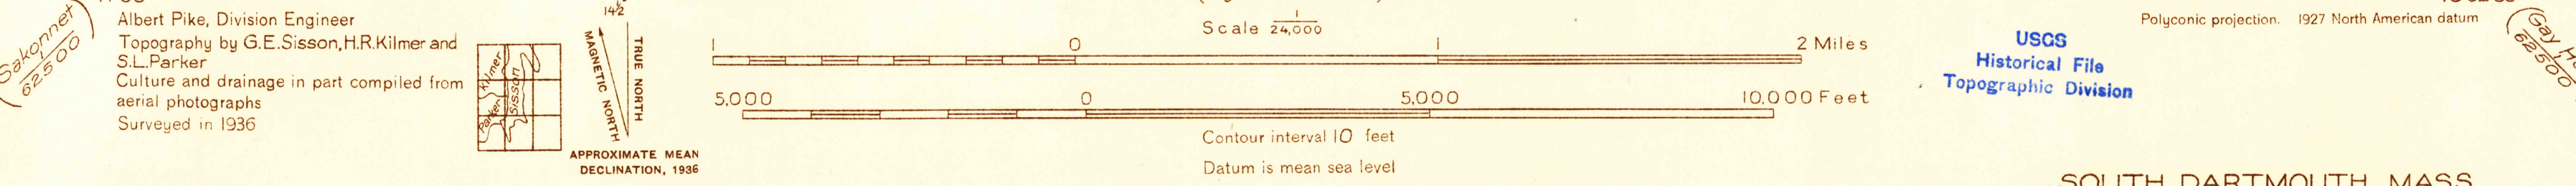 Sakonnet
62500
Albert Pike, Division Engineer
Topography by G.E.Sisson, H.R.Kilmer and
S.L.Parker
Culture and drainage in part compiled from
aerial photographs
Surveyed in 1936
Kilmer
Sisson
Parker
14½
TRUE NORTH
MAGNETIC NORTH
APPROXIMATE MEAN
DECLINATION, 1936
Scale 1/24,000
1 0 1 2 Miles
5,000 0 5,000 10,000 Feet
Contour interval 10 feet
Datum is mean sea level
USGS
Historical File
Topographic Division
Polyconic projection. 1927 North American datum
Gay
62500
SOUTH DARTMOUTH, MASS.